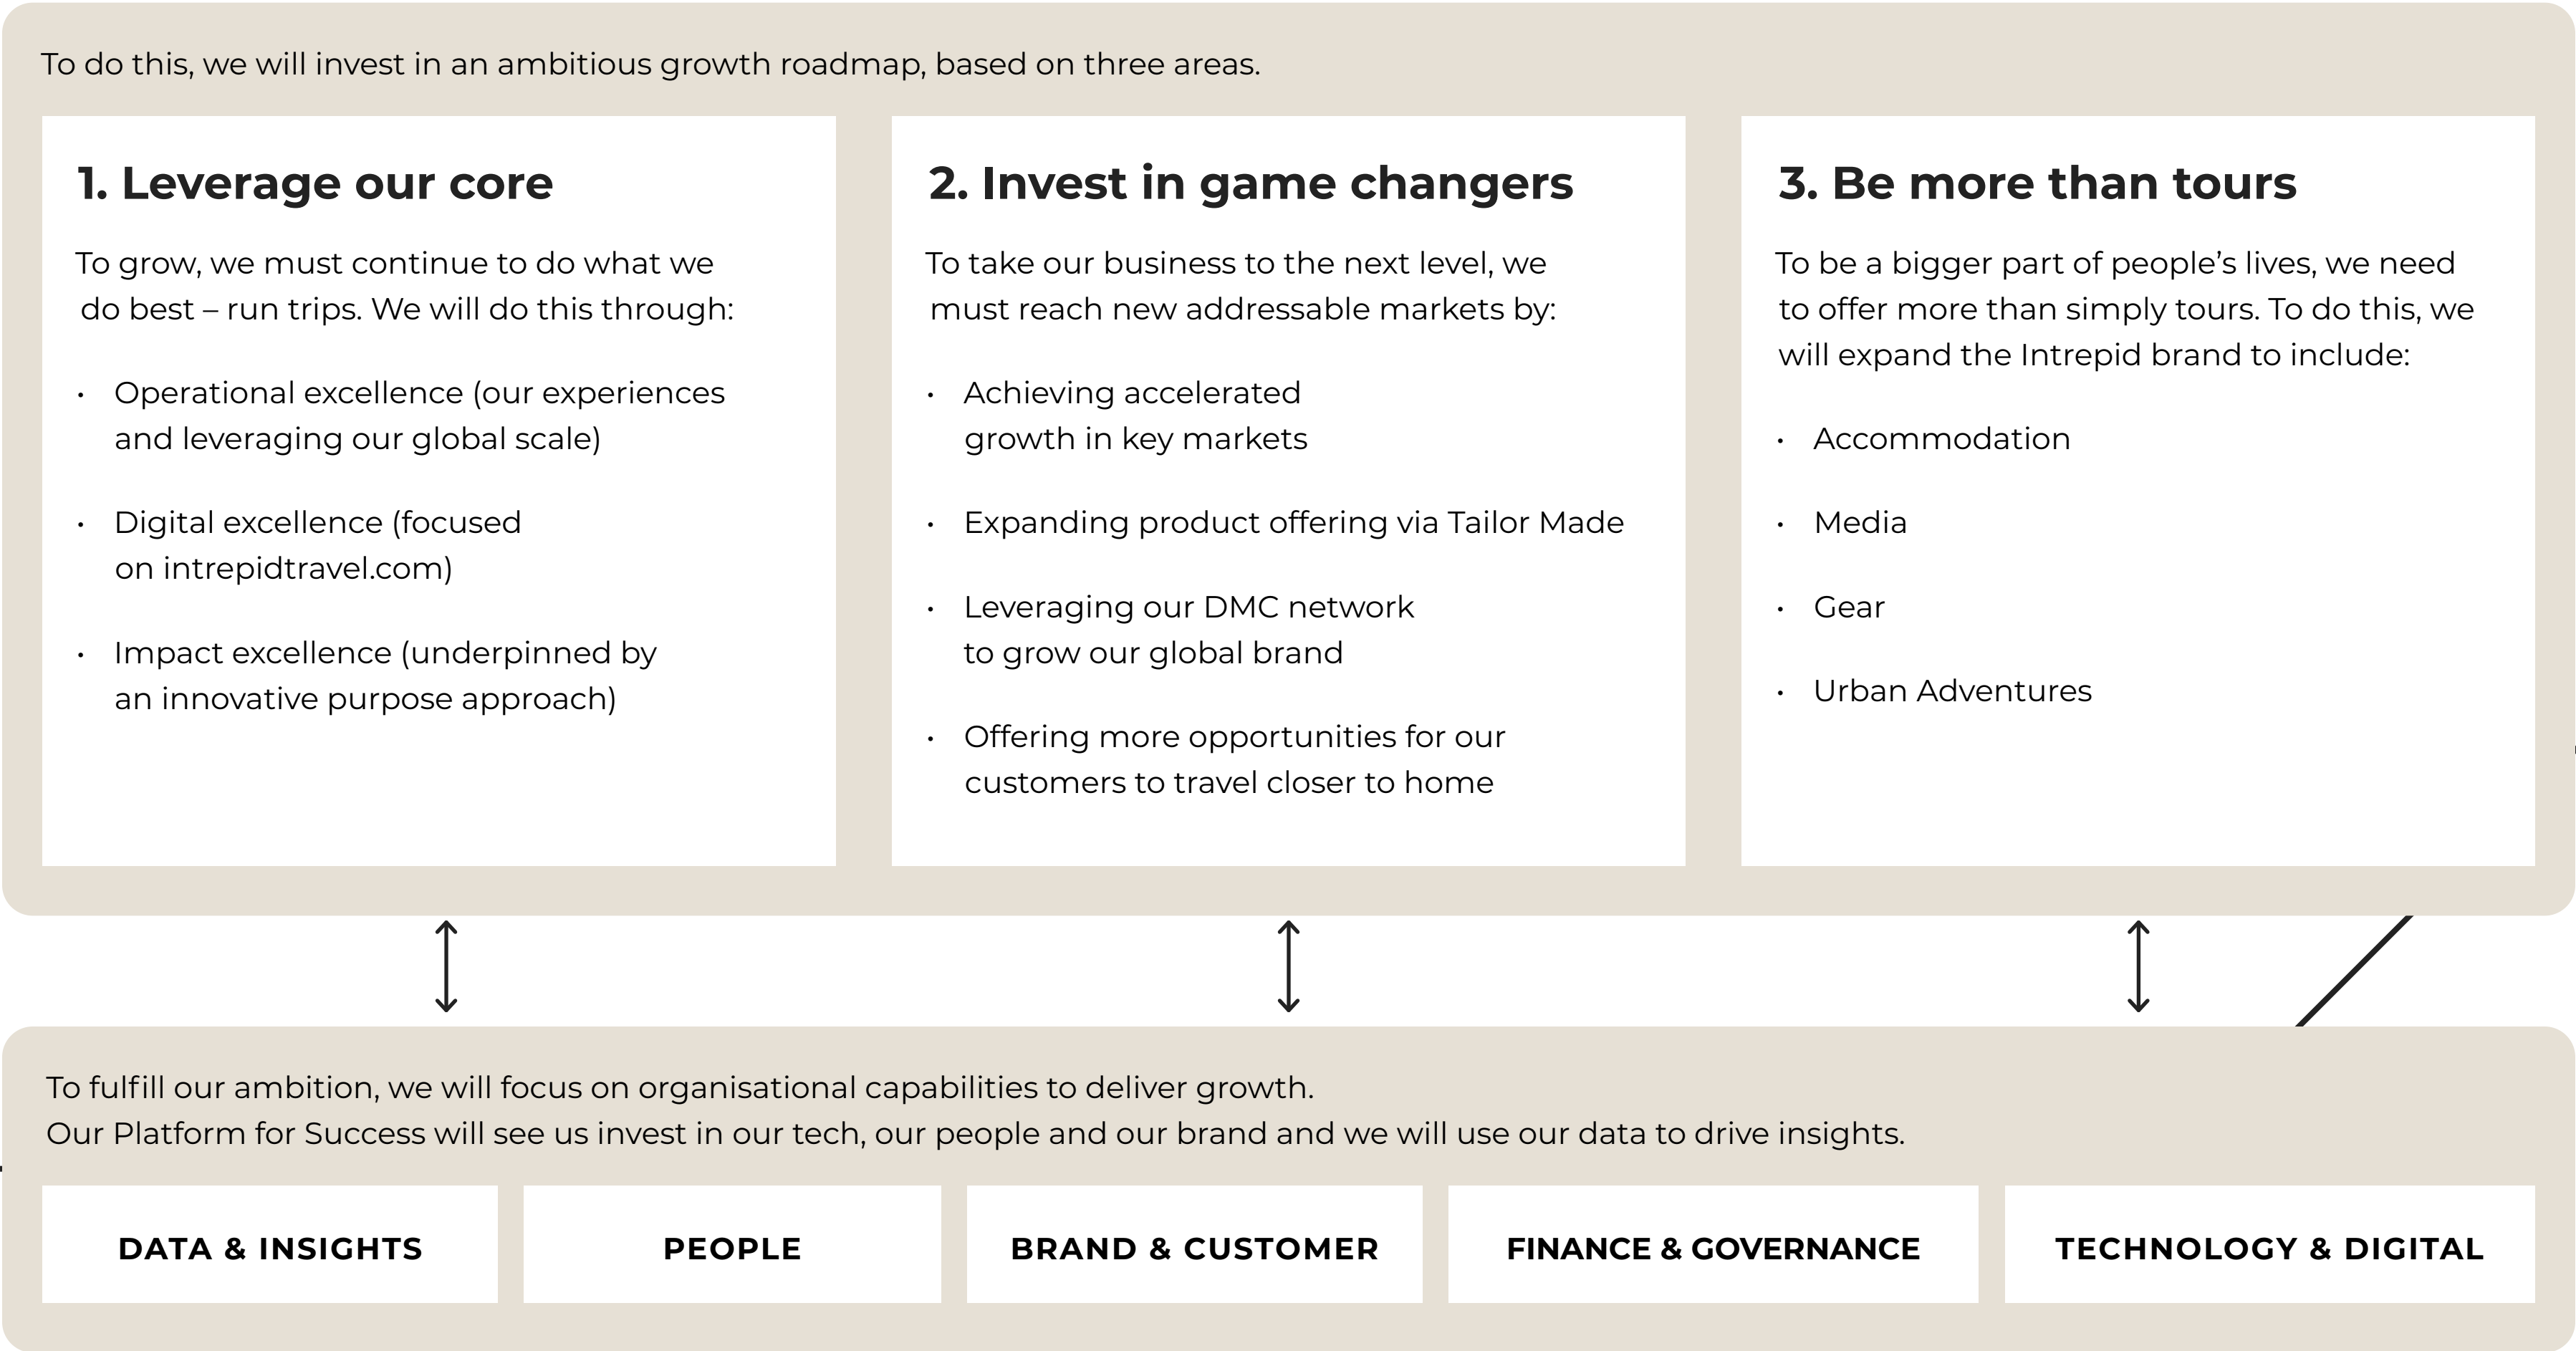 To do this, we will invest in an ambitious growth roadmap, based on three areas.
1. Leverage our core
To grow, we must continue to do what we
do best – run trips. We will do this through:
• Operational excellence (our experiences
and leveraging our global scale)
• Digital excellence (focused
on intrepidtravel.com)
• Impact excellence (underpinned by
an innovative purpose approach)
2. Invest in game changers
To take our business to the next level, we
must reach new addressable markets by:
• Achieving accelerated
growth in key markets
• Expanding product offering via Tailor Made
• Leveraging our DMC network
to grow our global brand
• Offering more opportunities for our
customers to travel closer to home
3. Be more than tours
To be a bigger part of people’s lives, we need
to offer more than simply tours. To do this, we
will expand the Intrepid brand to include:
• Accommodation
• Media
• Gear
• Urban Adventures
To fulfill our ambition, we will focus on organisational capabilities to deliver growth.
Our Platform for Success will see us invest in our tech, our people and our brand and we will use our data to drive insights.
DATA & INSIGHTS
PEOPLE
BRAND & CUSTOMER
FINANCE & GOVERNANCE
TECHNOLOGY & DIGITAL